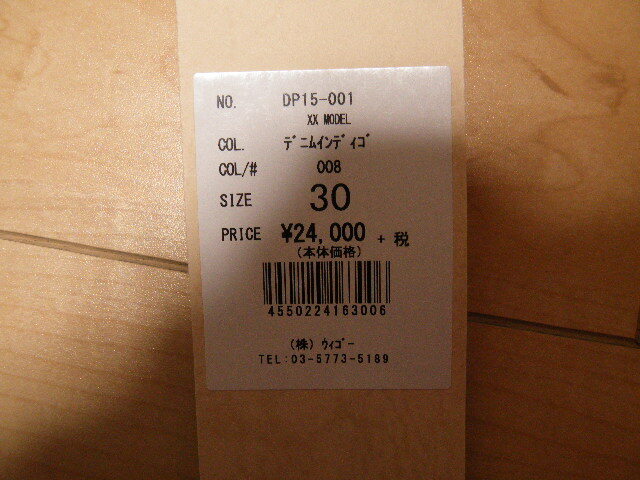 NO. DP15-001
XX MODEL
COL. ﾃﾞﾆﾑｲﾝﾃﾞｨｺﾞ
COL/# 008
SIZE 30
PRICE ¥24,000 + 税
(本体価格)
4550224163006
(株) ｳｨｺﾞｰ
TEL:03-5773-5189